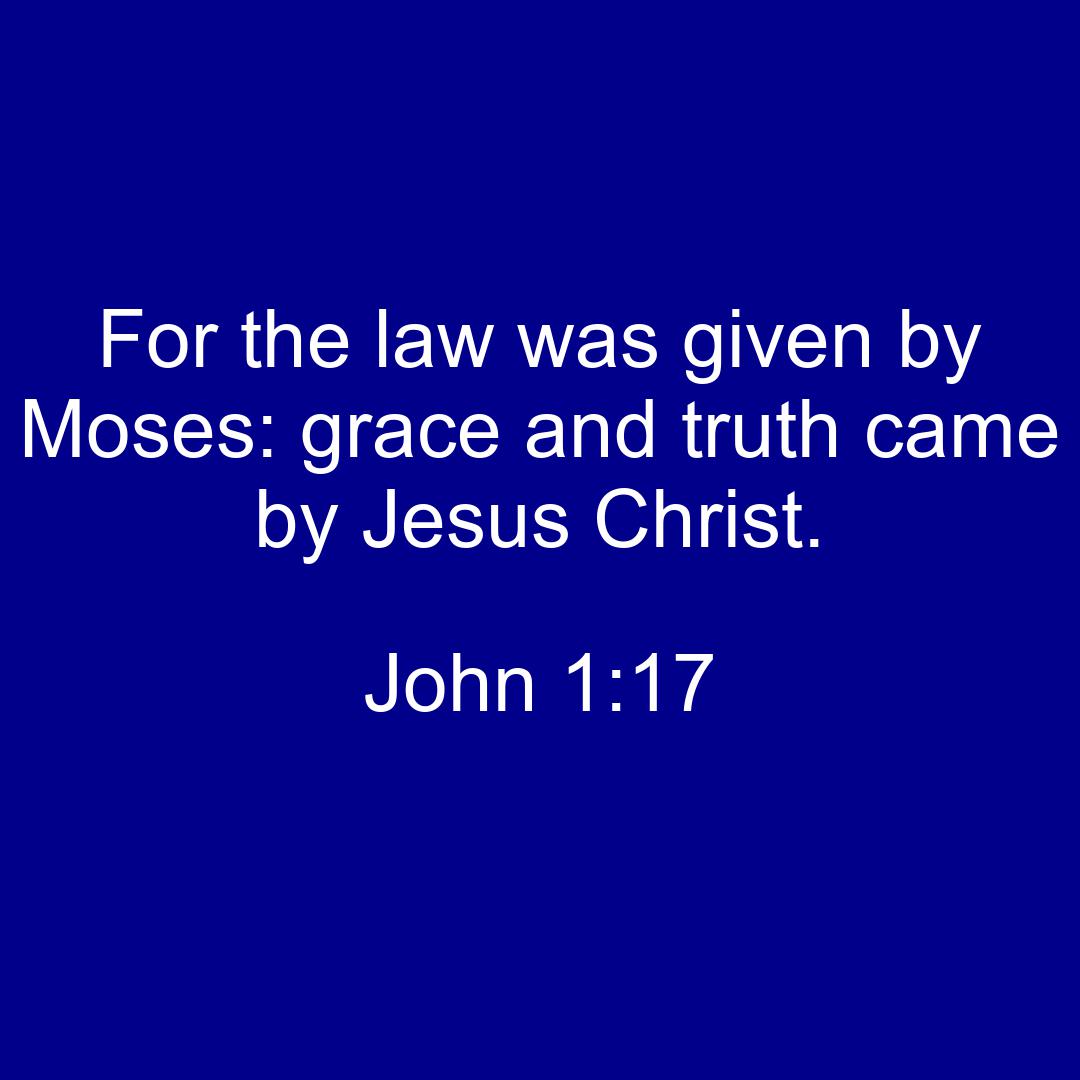 For the law was given by
Moses: grace and truth came
by Jesus Christ.
John 1:17